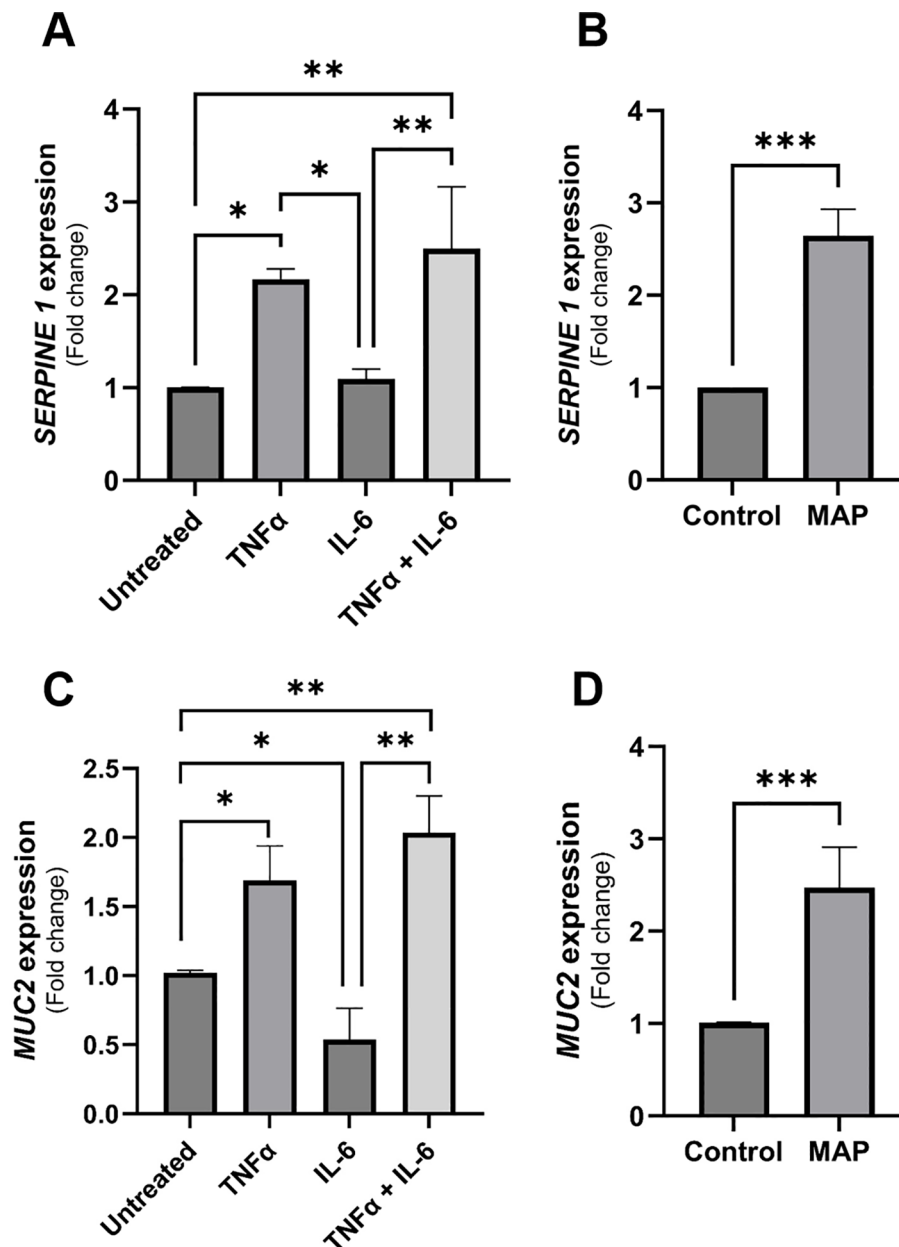 A
SERPINE 1 expression
(Fold change)
4
3
2
1
0
**
**
*
*
Untreated
TNFα
IL-6
TNFα + IL-6
B
SERPINE 1 expression
(Fold change)
4
3
2
1
0
***
Control
MAP
C
MUC2 expression
(Fold change)
2.5
2.0
1.5
1.0
0.5
0.0
**
*
**
*
Untreated
TNFα
IL-6
TNFα + IL-6
D
MUC2 expression
(Fold change)
4
3
2
1
0
***
Control
MAP